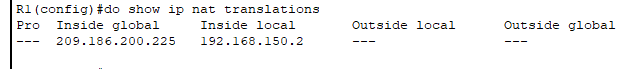 R1(config)#do show ip nat translations
Pro  Inside global     Inside local       Outside local      Outside global
---  209.186.200.225   192.168.150.2      ---                ---